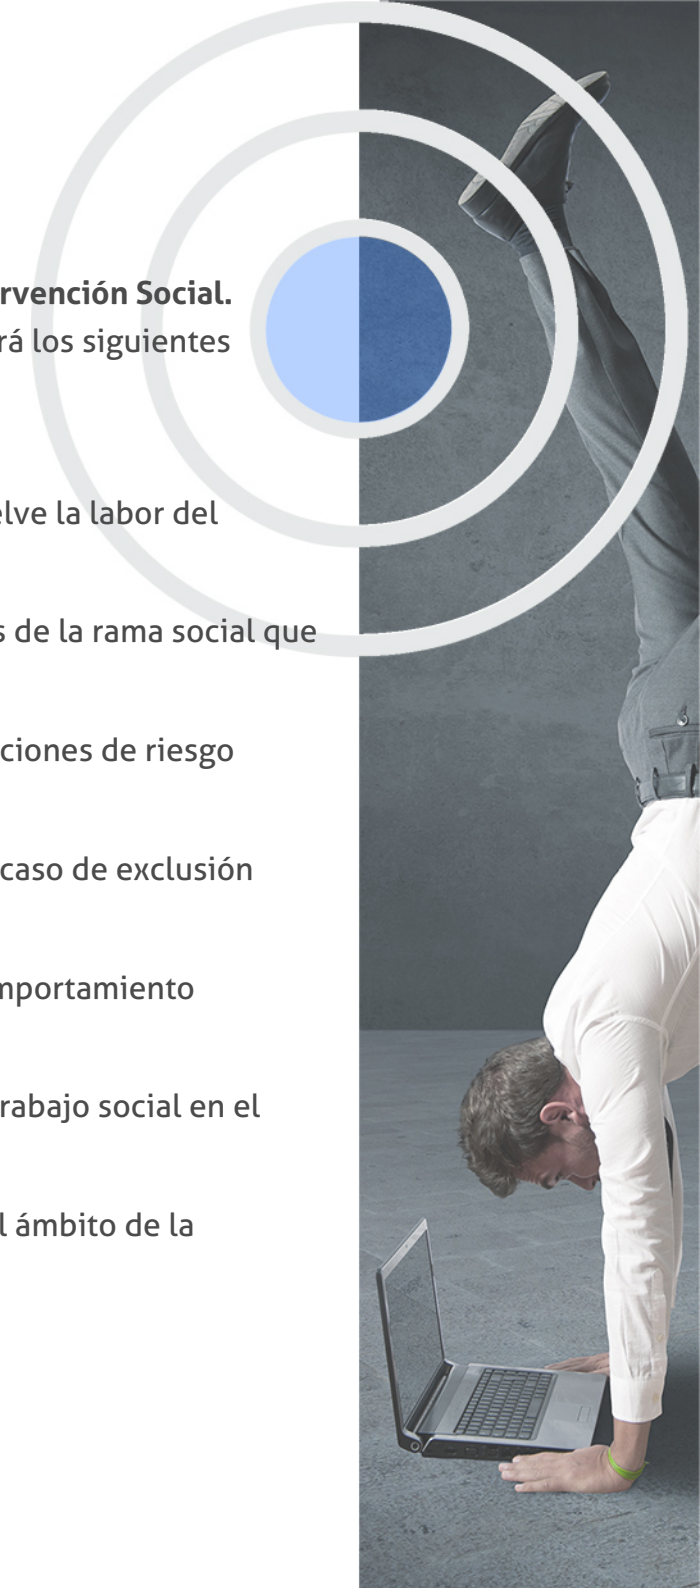 rvención Social.
rá los siguientes
elve la labor del
s de la rama social que
ciones de riesgo
caso de exclusión
mportamiento
rabajo social en el
l ámbito de la